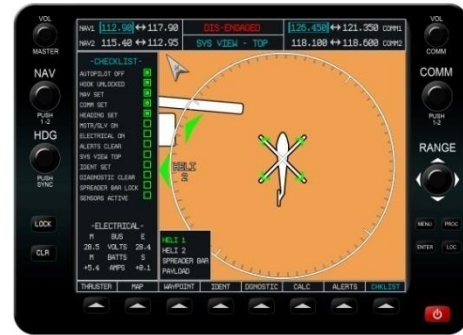 VOL
MASTER
NAV
PUSH
1-2
HDG
PUSH
SYNC
LOCK
CLR
NAV1 112.90 ↔ 117.90
NAV2 115.40 ↔ 112.95
DIS-ENGAGED
SYS VIEW - TOP
126.450 ↔ 121.350 COMM1
118.100 ↔ 118.600 COMM2
-CHECKLIST-
AUTOPILOT OFF
HOOK UNLOCKED
NAV SET
COMM SET
HEADING SET
MSTR/SLV ON
ELECTRICAL ON
ALERTS CLEAR
SYS VIEW TOP
IDENT SET
DIAGNOSTIC CLEAR
SPREADER BAR LOCK
SENSORS ACTIVE
-ELECTRICAL-
M BUS E
28.5 VOLTS 28.4
M BATTS S
+5.4 AMPS +0.1
HELI
2
HELI 1
HELI 2
SPREADER BAR
PAYLOAD
THRUSTER MAP WAYPOINT IDENT DGNOSTIC CALC ALERTS CHKLIST
VOL
COMM
COMM
PUSH
1-2
RANGE
MENU PROC
ENTER LOC